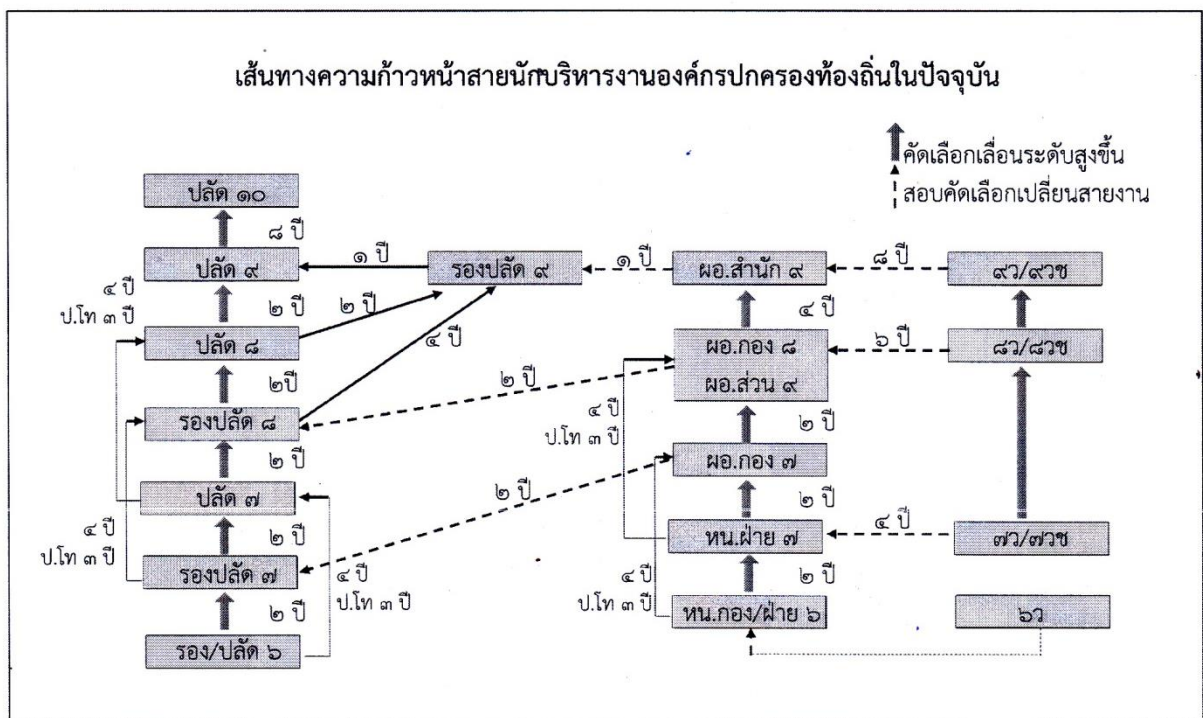 เส้นทางความก้าวหน้าสายนักบริหารงานองค์กรปกครองท้องถิ่นในปัจจุบัน
คัดเลือกเลื่อนระดับสูงขึ้น
สอบคัดเลือกเปลี่ยนสายงาน
ปลัด ๑๐
๘ ปี
ปลัด ๙
๑ ปี
รองปลัด ๙
๑ ปี
ผอ.สำนัก ๙
๘ ปี
๙ว/๙วช
๔ ปี
ป.โท ๓ ปี
๒ ปี
๒ ปี
๔ ปี
๔ ปี
ปลัด ๘
ผอ.กอง ๘
ผอ.ส่วน ๙
๖ ปี
๘ว/๘วช
๒ปี
๒ ปี
รองปลัด ๘
๔ ปี
ป.โท ๓ ปี
๒ ปี
๒ ปี
ผอ.กอง ๗
ปลัด ๗
๒ ปี
๒ ปี
๔ ปี
ป.โท ๓ ปี
๒ ปี
หน.ฝ่าย ๗
๔ ปี
๗ว/๗วช
รองปลัด ๗
๔ ปี
ป.โท ๓ ปี
๔ ปี
ป.โท ๓ ปี
๒ ปี
๒ ปี
หน.กอง/ฝ่าย ๖
๖ว
รอง/ปลัด ๖